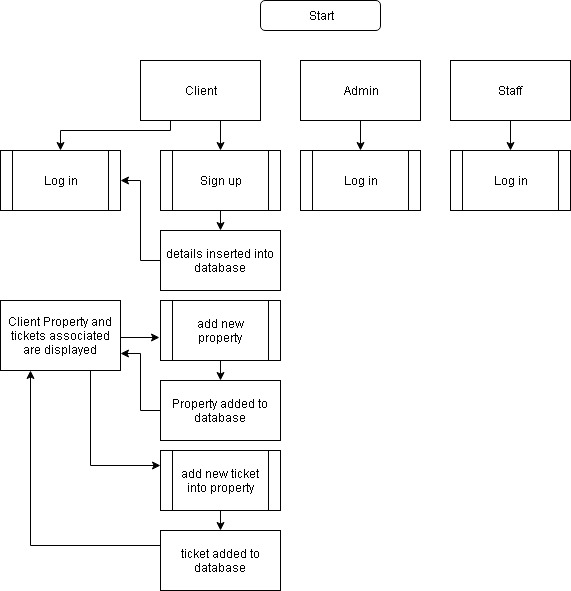 Start
Client
Admin
Staff
Log in
Sign up
Log in
Log in
details inserted into
database
Client Property and
tickets associated
are displayed
add new
property
Property added to
database
add new ticket
into property
ticket added to
database